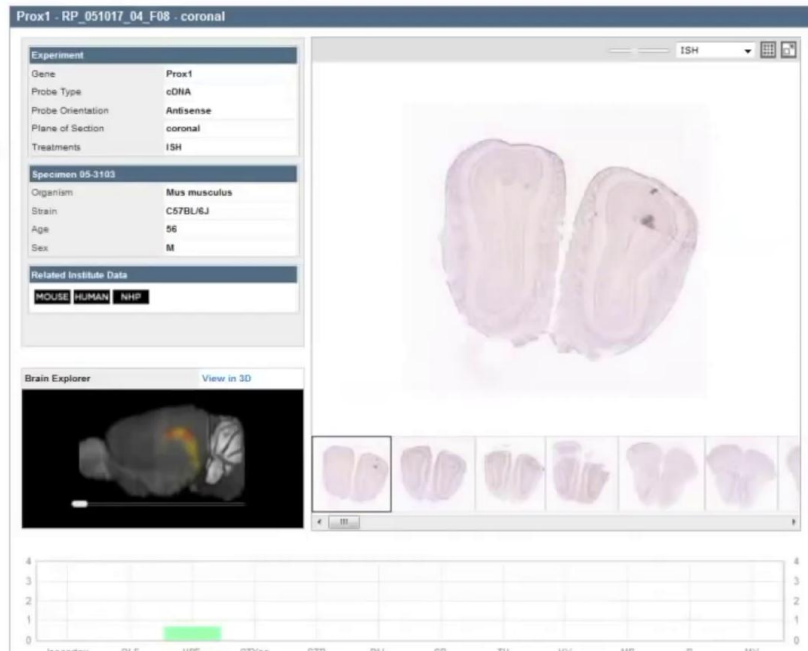 Prox1 - RP_051017_04_F08 - coronal
Experiment
Gene Prox1
Probe Type cDNA
Probe Orientation Antisense
Plane of Section coronal
Treatments ISH
Specimen 05-3103
Organism Mus musculus
Strain C57BL/6J
Age 56
Sex M
Related Institute Data
MOUSE HUMAN NHP
ISH
Brain Explorer View in 3D
4 4
3 3
2 2
1 1
0 0